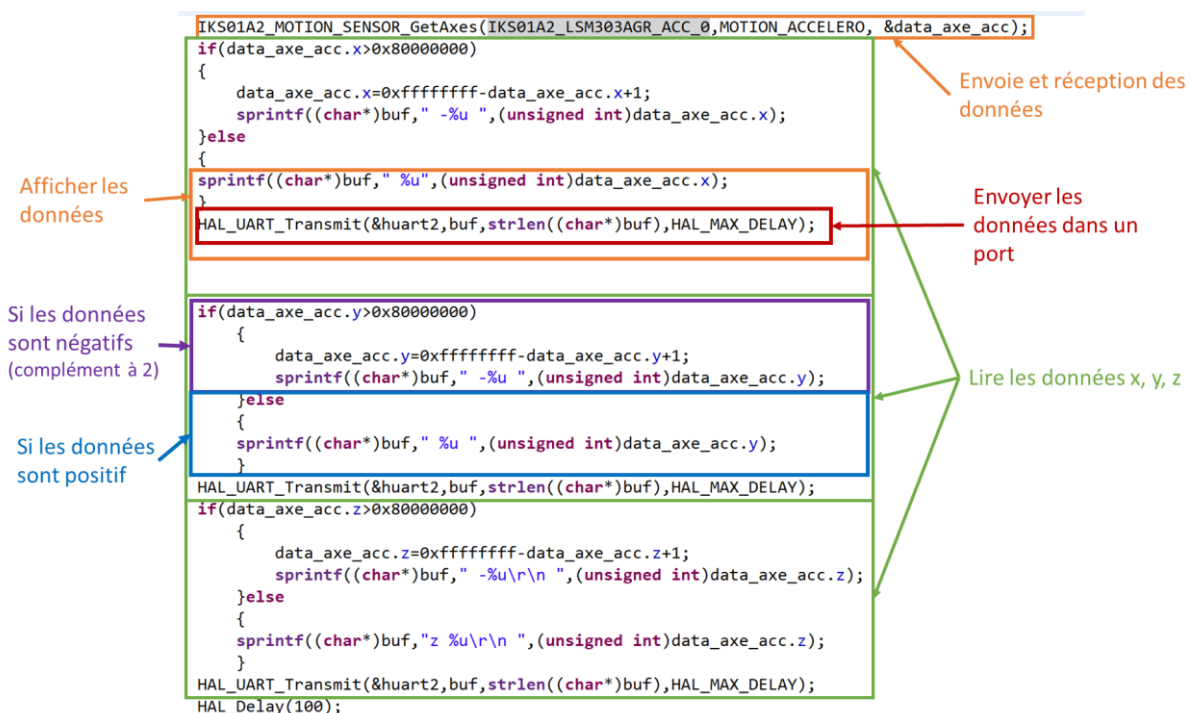 IKS01A2_MOTION_SENSOR_GetAxes(IKS01A2_LSM303AGR_ACC_0,MOTION_ACCELERO, &data_axe_acc);
if(data_axe_acc.x>0x80000000)
{
data_axe_acc.x=0xffffffff-data_axe_acc.x+1;
sprintf((char*)buf," -%u ",(unsigned int)data_axe_acc.x);
}else
{
sprintf((char*)buf," %u",(unsigned int)data_axe_acc.x);
}
HAL_UART_Transmit(&huart2,buf,strlen((char*)buf),HAL_MAX_DELAY);
if(data_axe_acc.y>0x80000000)
{
data_axe_acc.y=0xffffffff-data_axe_acc.y+1;
sprintf((char*)buf," -%u ",(unsigned int)data_axe_acc.y);
}else
{
sprintf((char*)buf," %u ",(unsigned int)data_axe_acc.y);
}
HAL_UART_Transmit(&huart2,buf,strlen((char*)buf),HAL_MAX_DELAY);
if(data_axe_acc.z>0x80000000)
{
data_axe_acc.z=0xffffffff-data_axe_acc.z+1;
sprintf((char*)buf," -%u\r\n ",(unsigned int)data_axe_acc.z);
}else
{
sprintf((char*)buf,"z %u\r\n ",(unsigned int)data_axe_acc.z);
}
HAL_UART_Transmit(&huart2,buf,strlen((char*)buf),HAL_MAX_DELAY);
HAL_Delay(100);
Envoie et réception des
données
Afficher les
données
Envoyer les
données dans un
port
Si les données
sont négatifs
(complément à 2)
Si les données
sont positif
Lire les données x, y, z